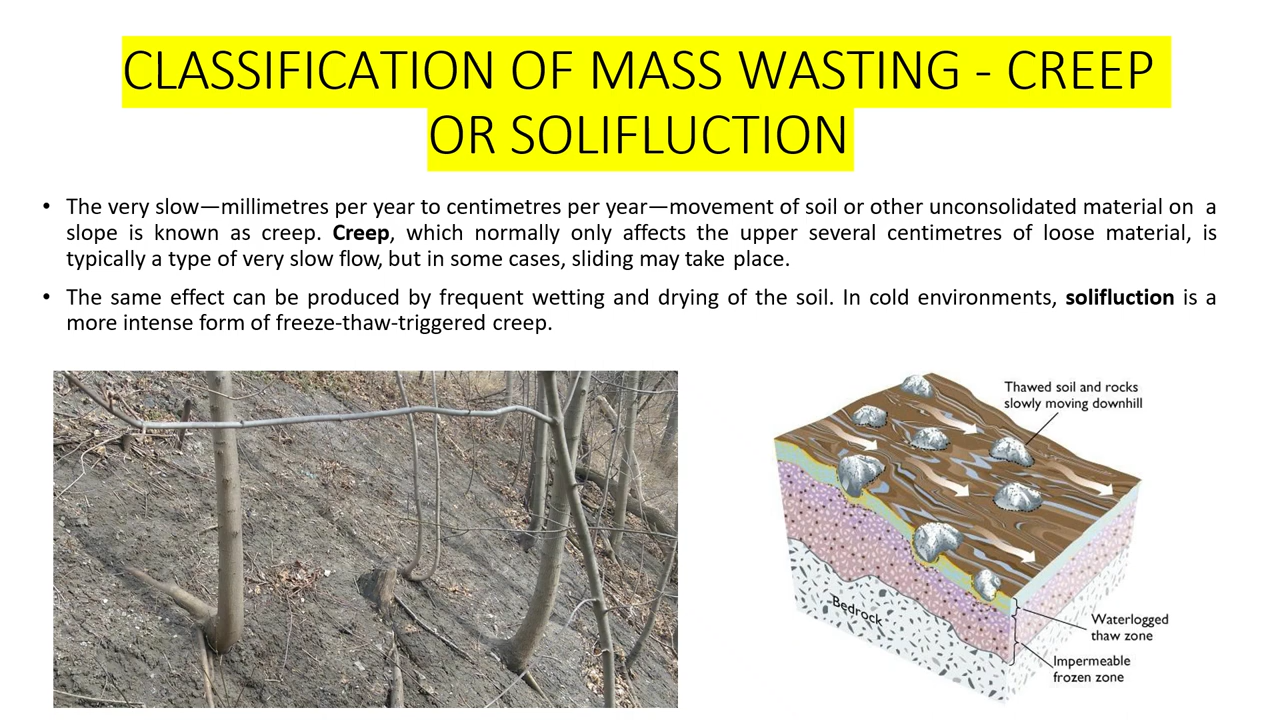 CLASSIFICATION OF MASS WASTING - CREEP
OR SOLIFLUCTION
• The very slow—millimetres per year to centimetres per year—movement of soil or other unconsolidated material on a
slope is known as creep. Creep, which normally only affects the upper several centimetres of loose material, is
typically a type of very slow flow, but in some cases, sliding may take place.
• The same effect can be produced by frequent wetting and drying of the soil. In cold environments, solifluction is a
more intense form of freeze-thaw-triggered creep.
Thawed soil and rocks
slowly moving downhill
Bedrock
Waterlogged
thaw zone
Impermeable
frozen zone